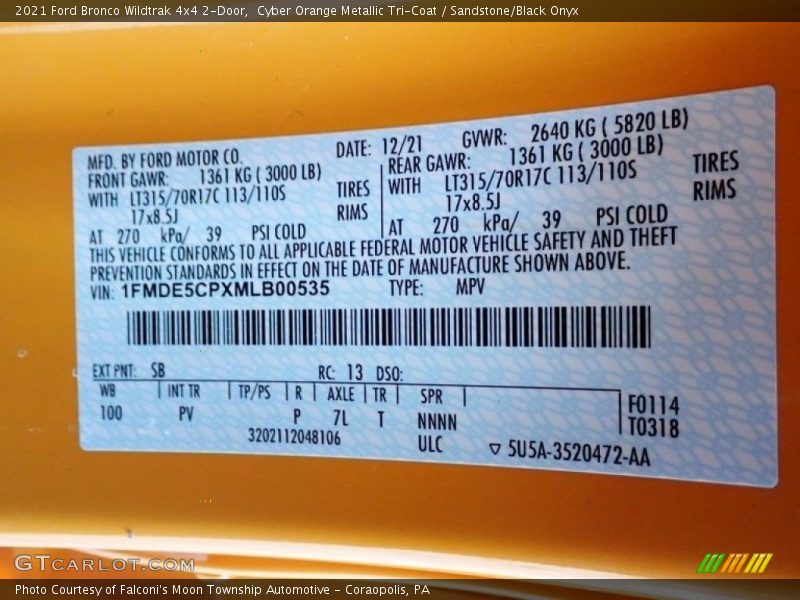 2021 Ford Bronco Wildtrak 4x4 2-Door,  Cyber Orange Metallic Tri-Coat / Sandstone/Black Onyx
MFD. BY FORD MOTOR CO. DATE: 12/21 GVWR: 2640 KG ( 5820 LB)
FRONT GAWR: 1361 KG ( 3000 LB) REAR GAWR: 1361 KG ( 3000 LB)
WITH LT315/70R17C 113/110S TIRES WITH LT315/70R17C 113/110S TIRES
17x8.5J RIMS 17x8.5J RIMS
AT 270 kPa/ 39 PSI COLD AT 270 kPa/ 39 PSI COLD
THIS VEHICLE CONFORMS TO ALL APPLICABLE FEDERAL MOTOR VEHICLE SAFETY AND THEFT
PREVENTION STANDARDS IN EFFECT ON THE DATE OF MANUFACTURE SHOWN ABOVE.
VIN: 1FMDE5CPXMLB00535 TYPE: MPV
EXT PNT: SB RC: 13 DSO:
WB INT TR TP/PS R AXLE TR SPR F0114
100 PV P 7L T NNNN T0318
3202112048106 ULC ▽ 5U5A-3520472-AA
GTCARLOT.COM
Photo Courtesy of Falconi's Moon Township Automotive - Coraopolis, PA